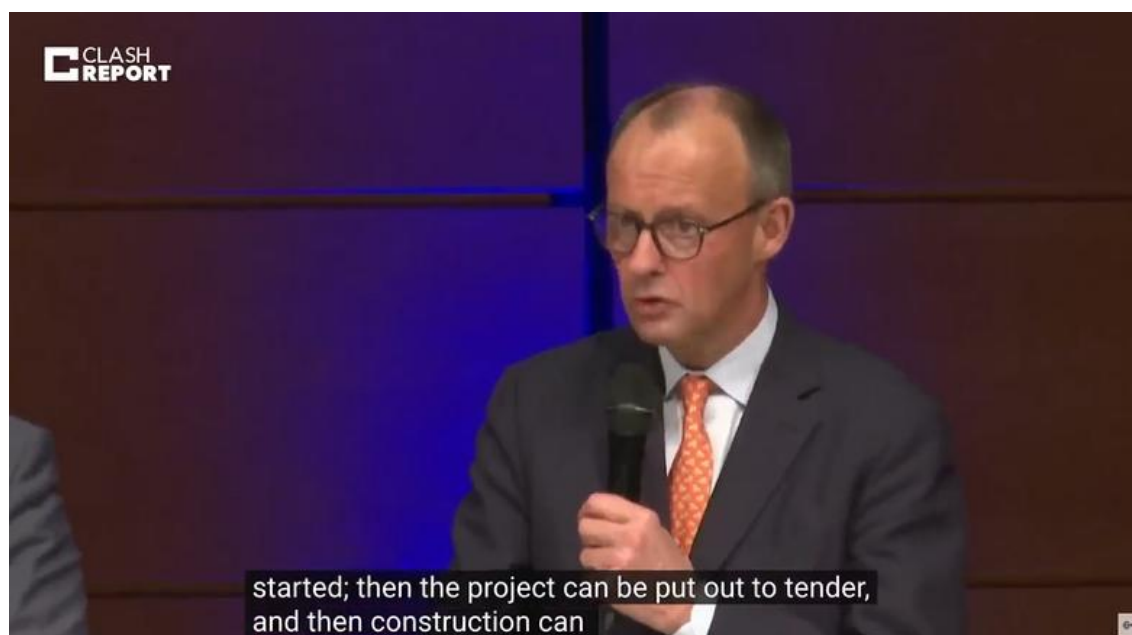 CLASH
REPORT
started; then the project can be put out to tender,
and then construction can